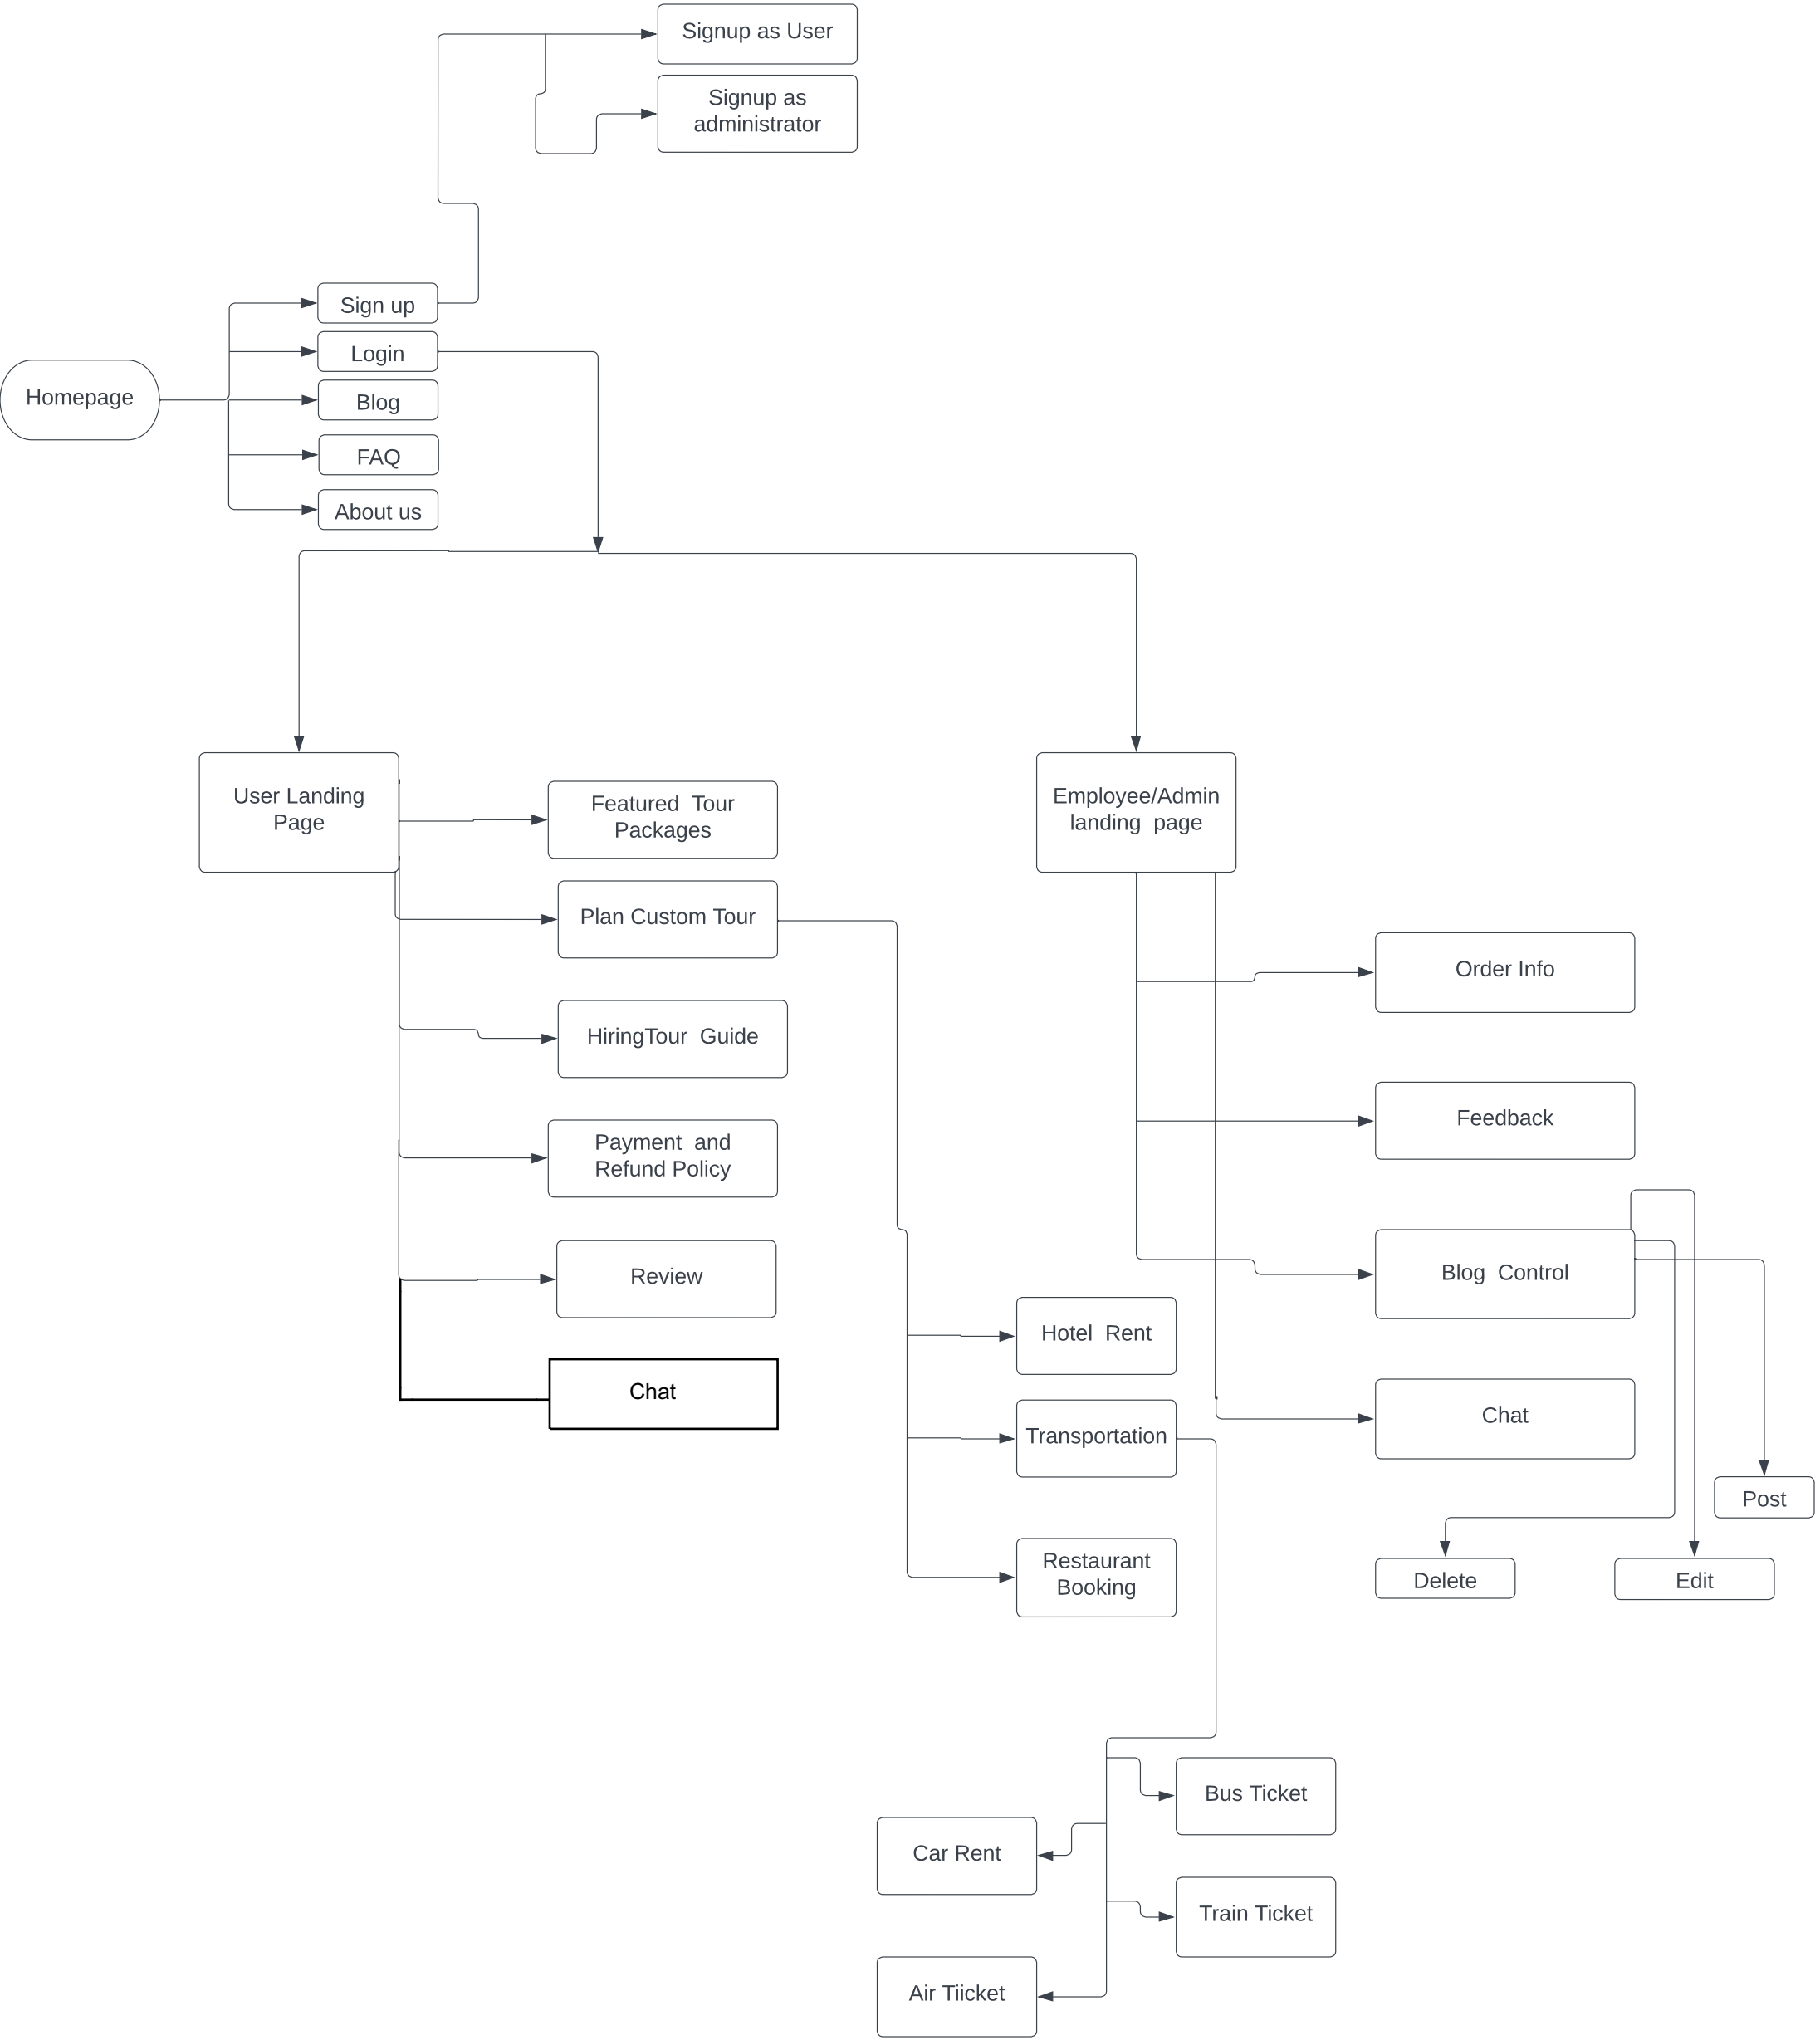 Signup as User
Signup as
administrator
Sign up
Login
Homepage
Blog
FAQ
About us
User Landing
Page
Featured  Tour
Packages
Employee/Admin
landing  page
Plan Custom Tour
Order Info
HiringTour  Guide
Feedback
Payment  and
Refund Policy
Review
Blog  Control
Hotel  Rent
Chat
Chat
Transportation
Post
Restaurant
Booking
Delete
Edit
Bus Ticket
Car Rent
Train Ticket
Air Tiicket